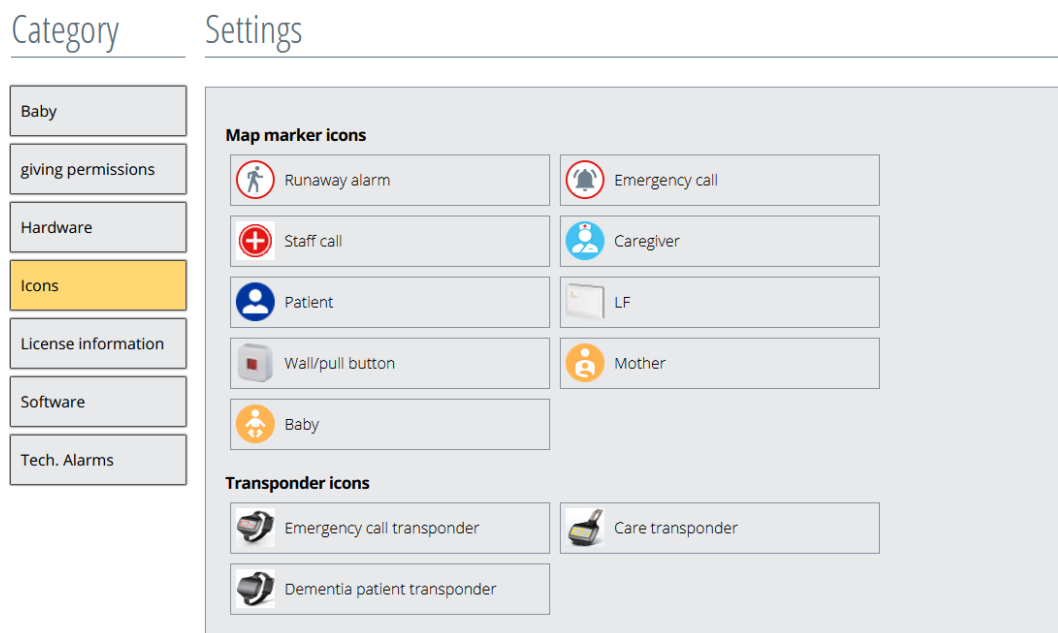 Category
Settings
Baby
giving permissions
Hardware
Icons
License information
Software
Tech. Alarms
Map marker icons
Runaway alarm
Emergency call
Staff call
Caregiver
Patient
LF
Wall/pull button
Mother
Baby
Transponder icons
Emergency call transponder
Care transponder
Dementia patient transponder